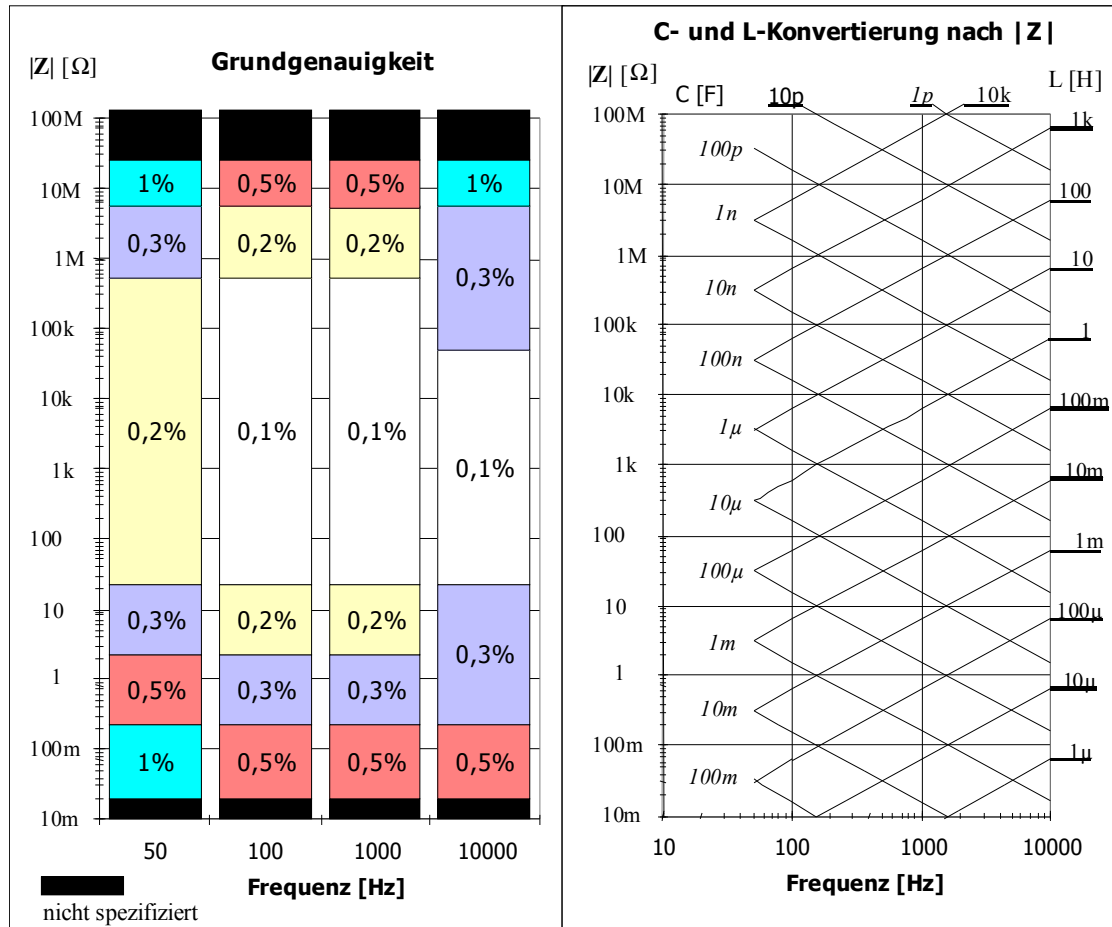 Grundgenauigkeit
|Z| [Ω]
100M
10M
1M
100k
10k
1k
100
10
1
100m
10m
1% 0,5% 0,5% 1%
0,3% 0,2% 0,2%
0,3%
0,2% 0,1% 0,1%
0,1%
0,3% 0,2% 0,2%
0,3%
0,5% 0,3% 0,3%
1% 0,5% 0,5% 0,5%
50 100 1000 10000
Frequenz [Hz]
nicht spezifiziert
C- und L-Konvertierung nach |Z|
|Z| [Ω]
C [F] 10p 1p 10k L [H]
100M
10M
1M
100k
10k
1k
100
10
1
100m
10m
100p
1n
10n
100n
1µ
10µ
100µ
1m
10m
100m
1k
100
10
1
100m
10m
1m
100µ
10µ
1µ
10 100 1000 10000
Frequenz [Hz]